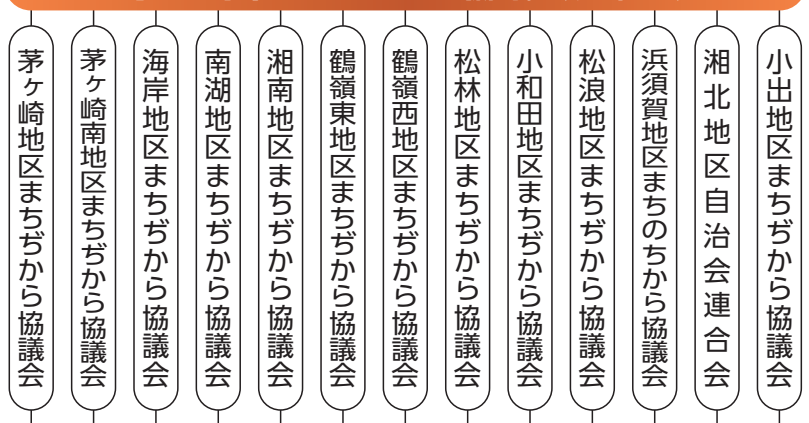 小出地区まちぢから協議会
湘北地区自治会連合会
浜須賀地区まちのちから協議会
松浪地区まちぢから協議会
小和田地区まちぢから協議会
松林地区まちぢから協議会
鶴嶺西地区まちぢから協議会
鶴嶺東地区まちぢから協議会
湘南地区まちぢから協議会
南湖地区まちぢから協議会
海岸地区まちぢから協議会
茅ヶ崎南地区まちぢから協議会
茅ヶ崎地区まちぢから協議会